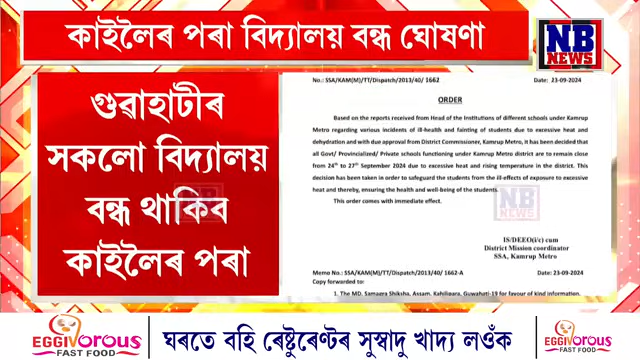 কাইলৈৰ পৰা বিদ্যালয় বন্ধ ঘোষণা
NB
NEWS
গুৱাহাটীৰ
সকলো বিদ্যালয়
বন্ধ থাকিব
কাইলৈৰ পৰা
No.: SSA/KAM(M)/TT/Dispatch/2013/40/ 1662 Date: 23-09-2024
ORDER
Based on the reports received from Head of the Institutions of different schools under Kamrup
Metro regarding various incidents of ill-health and fainting of students due to excessive heat and
dehydration and with due approval from District Commissioner, Kamrup Metro, it has been decided that
all Govt/ Provincialized/ Private schools functioning under Kamrup Metro district are to remain close
from 24th to 27th September 2024 due to excessive heat and rising temperature in the district. This
decision has been taken in order to safeguard the students from the ill-effects of exposure to excessive
heat and thereby, ensuring the health and well-being of the students.
This order comes with immediate effect.
NB
NEWS
IS/DEEO(i/c) cum
District Mission coordinator
SSA, Kamrup Metro
Memo No.: SSA/KAM(M)/TT/Dispatch/2013/40/ 1662-A Date: 23-09-2024
Copy forwarded to:
1. The MD, Samagra Shiksha, Assam, Kahilipara, Guwahati-19 for favour of kind information.
EGGIVOROUS
FAST FOOD
ঘৰতে বহি ৰেষ্টুৰেণ্টৰ সুস্বাদু খাদ্য লওঁক
EGGIVOROUS
FAST FOOD